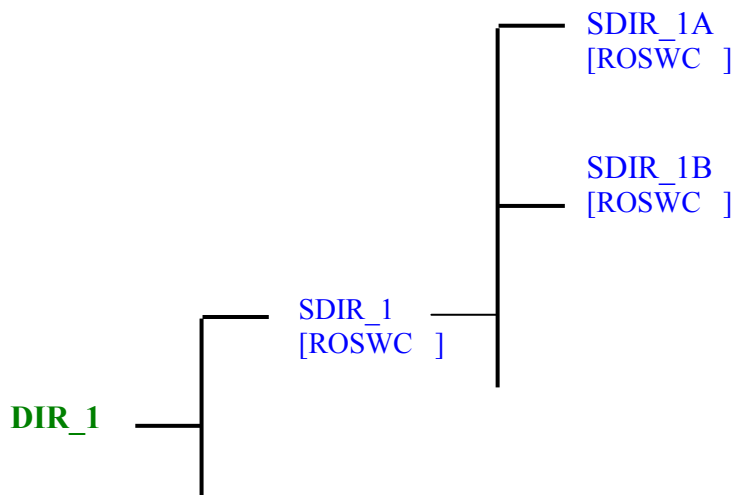 SDIR_1A
[ROSWC ]
SDIR_1B
[ROSWC ]
SDIR_1
[ROSWC ]
DIR_1